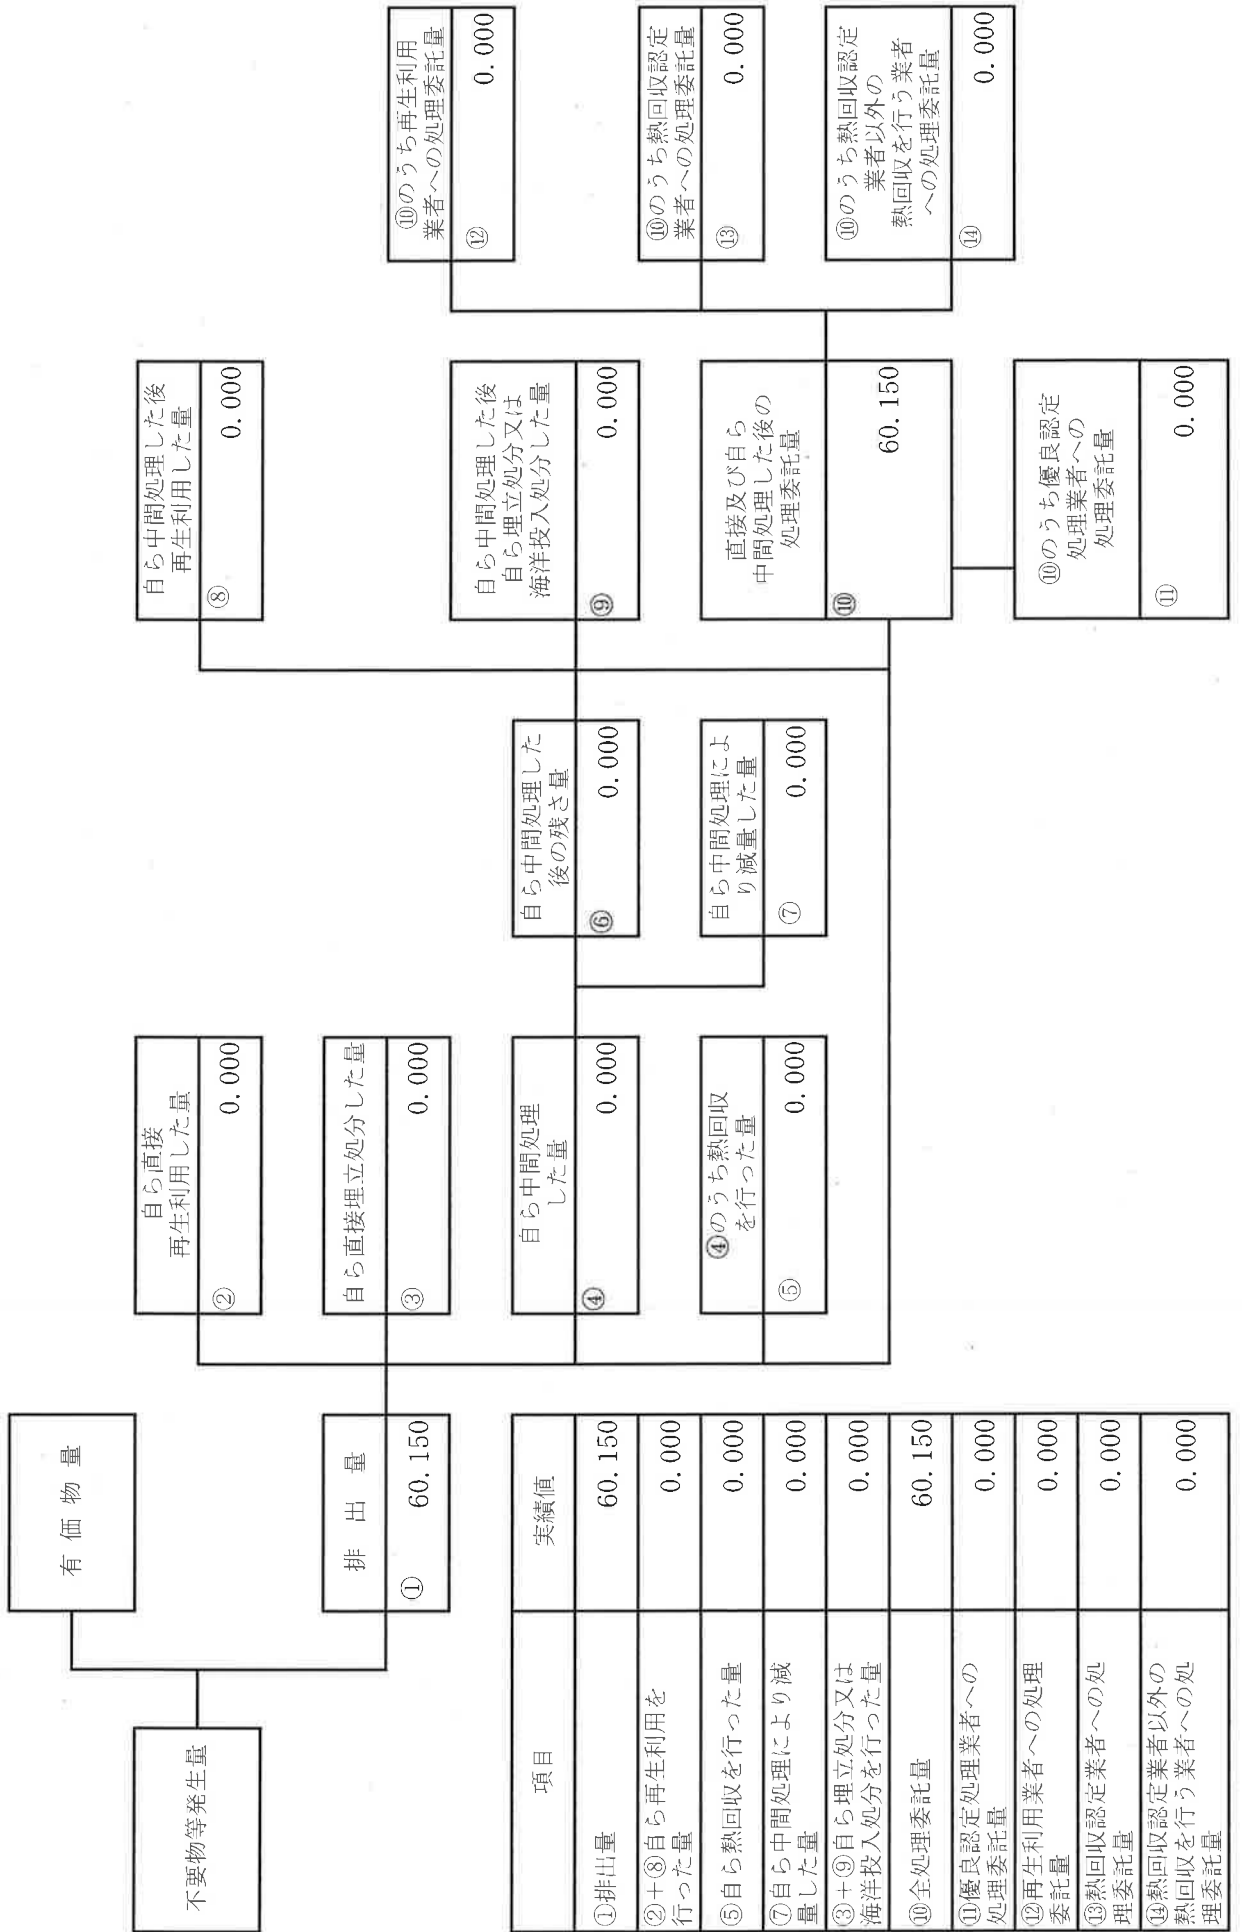 不要物等発生量
有価物量
排出量
① 60.150
自ら直接
再生利用した量
② 0.000
自ら直接埋立処分した量
③ 0.000
自ら中間処理
した量
④ 0.000
④のうち熱回収
を行った量
⑤ 0.000
自ら中間処理した
後の残さ量
⑥ 0.000
自ら中間処理によ
り減量した量
⑦ 0.000
自ら中間処理した後
再生利用した量
⑧ 0.000
自ら中間処理した後
自ら埋立処分又は
海洋投入処分した量
⑨ 0.000
直接及び自ら
中間処理した後の
処理委託量
⑩ 60.150
⑩のうち優良認定
処理業者への
処理委託量
⑪ 0.000
⑩のうち再生利用
業者への処理委託量
⑫ 0.000
⑩のうち熱回収認定
業者への処理委託量
⑬ 0.000
⑩のうち熱回収認定
業者以外の
熱回収を行う業者
への処理委託量
⑭ 0.000
項目 実績値
①排出量 60.150
②+⑧自ら再生利用を
行った量 0.000
⑤自ら熱回収を行った量 0.000
⑦自ら中間処理により減
量した量 0.000
③+⑨自ら埋立処分又は
海洋投入処分を行った量 0.000
⑩全処理委託量 60.150
⑪優良認定処理業者への
処理委託量 0.000
⑫再生利用業者への処理
委託量 0.000
⑬熱回収認定業者への処
理委託量 0.000
⑭熱回収認定業者以外の
熱回収を行う業者への処
理委託量 0.000